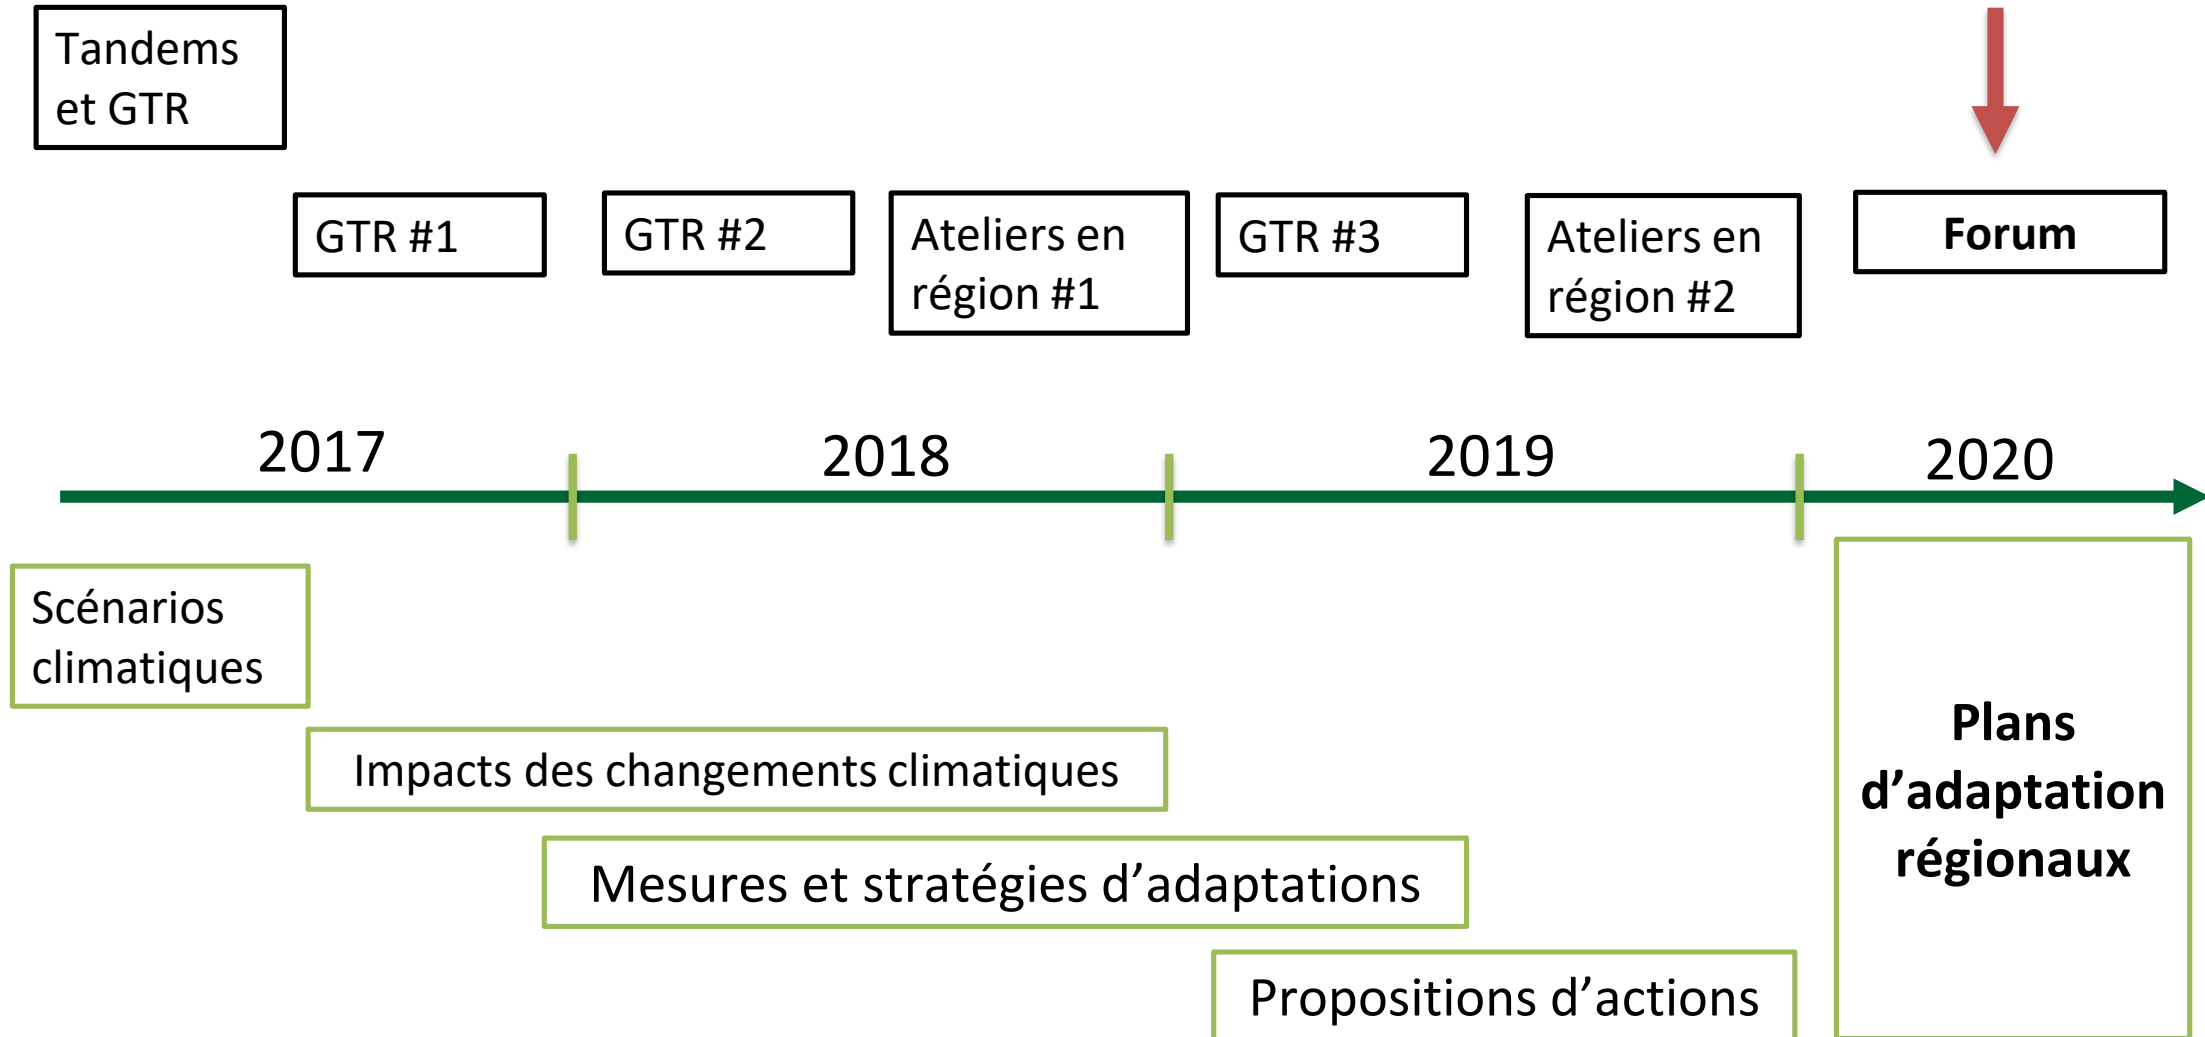 Tandems
et GTR
GTR #1
GTR #2
Ateliers en
région #1
GTR #3
Ateliers en
région #2
Forum
2017
2018
2019
2020
Scénarios
climatiques
Impacts des changements climatiques
Mesures et stratégies d’adaptations
Propositions d’actions
Plans
d’adaptation
régionaux